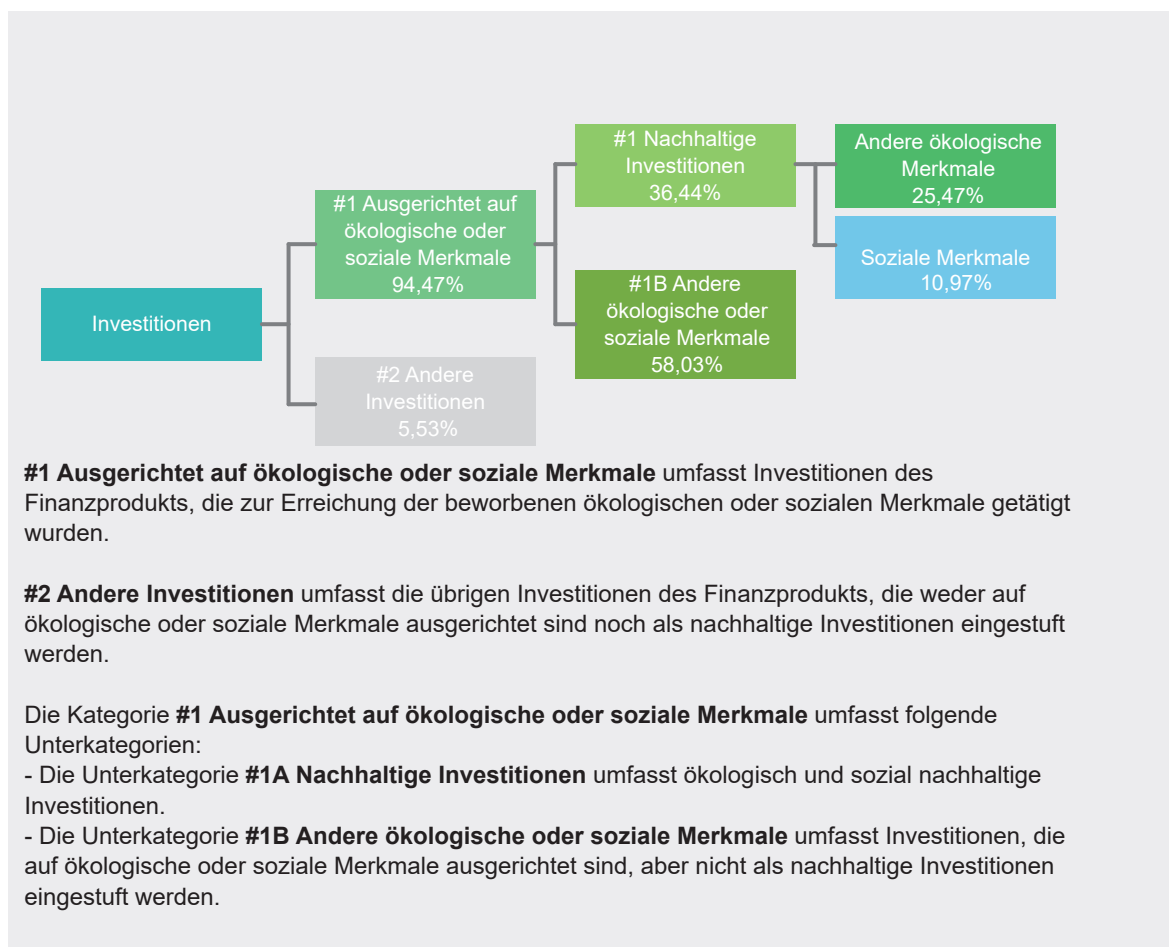 #1 Nachhaltige
Investitionen
36,44%
Andere ökologische
Merkmale
25,47%
#1 Ausgerichtet auf
ökologische oder
soziale Merkmale
94,47%
Soziale Merkmale
10,97%
#1B Andere
ökologische oder
soziale Merkmale
58,03%
Investitionen
#2 Andere
Investitionen
5,53%
#1 Ausgerichtet auf ökologische oder soziale Merkmale umfasst Investitionen des
Finanzprodukts, die zur Erreichung der beworbenen ökologischen oder sozialen Merkmale getätigt
wurden.
#2 Andere Investitionen umfasst die übrigen Investitionen des Finanzprodukts, die weder auf
ökologische oder soziale Merkmale ausgerichtet sind noch als nachhaltige Investitionen eingestuft
werden.
Die Kategorie #1 Ausgerichtet auf ökologische oder soziale Merkmale umfasst folgende
Unterkategorien:
- Die Unterkategorie #1A Nachhaltige Investitionen umfasst ökologisch und sozial nachhaltige
Investitionen.
- Die Unterkategorie #1B Andere ökologische oder soziale Merkmale umfasst Investitionen, die
auf ökologische oder soziale Merkmale ausgerichtet sind, aber nicht als nachhaltige Investitionen
eingestuft werden.